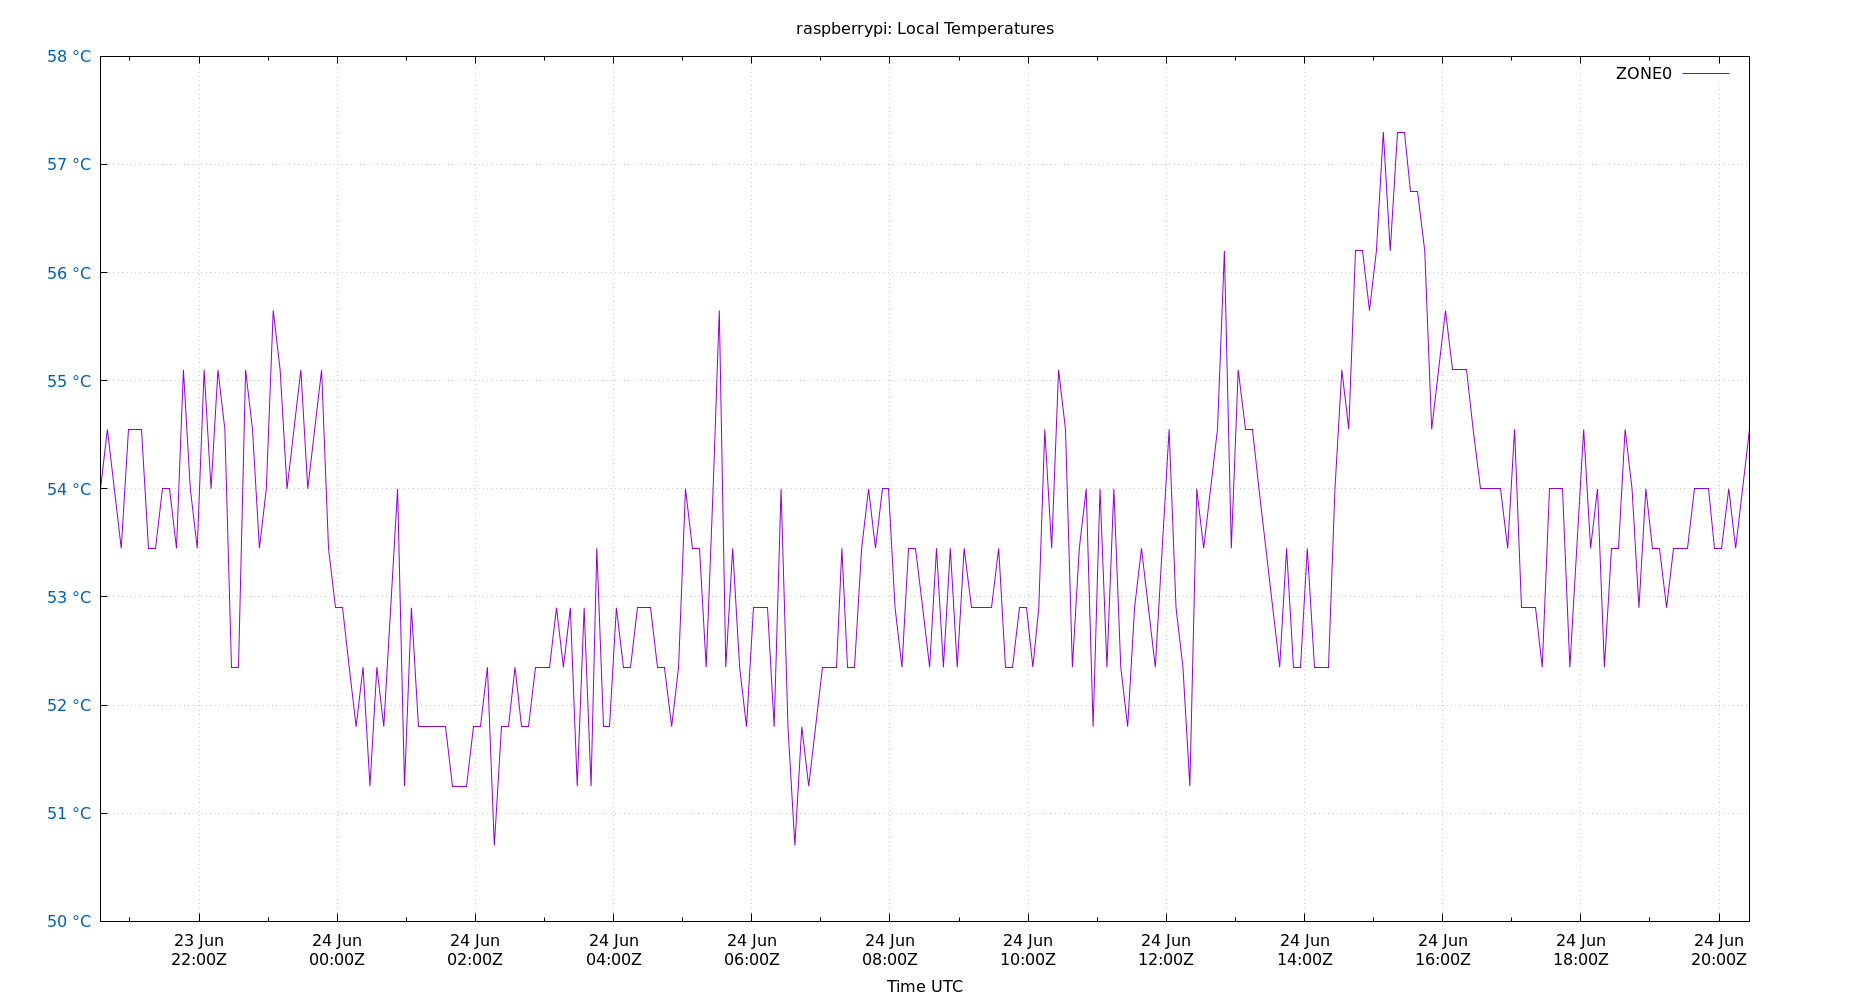 raspberrypi: Local Temperatures
58 °C
ZONE0
57 °C
56 °C
55 °C
54 °C
53 °C
52 °C
51 °C
50 °C
23 Jun 24 Jun 24 Jun 24 Jun 24 Jun 24 Jun 24 Jun 24 Jun 24 Jun 24 Jun 24 Jun 24 Jun
22:00Z 00:00Z 02:00Z 04:00Z 06:00Z 08:00Z 10:00Z 12:00Z 14:00Z 16:00Z 18:00Z 20:00Z
Time UTC